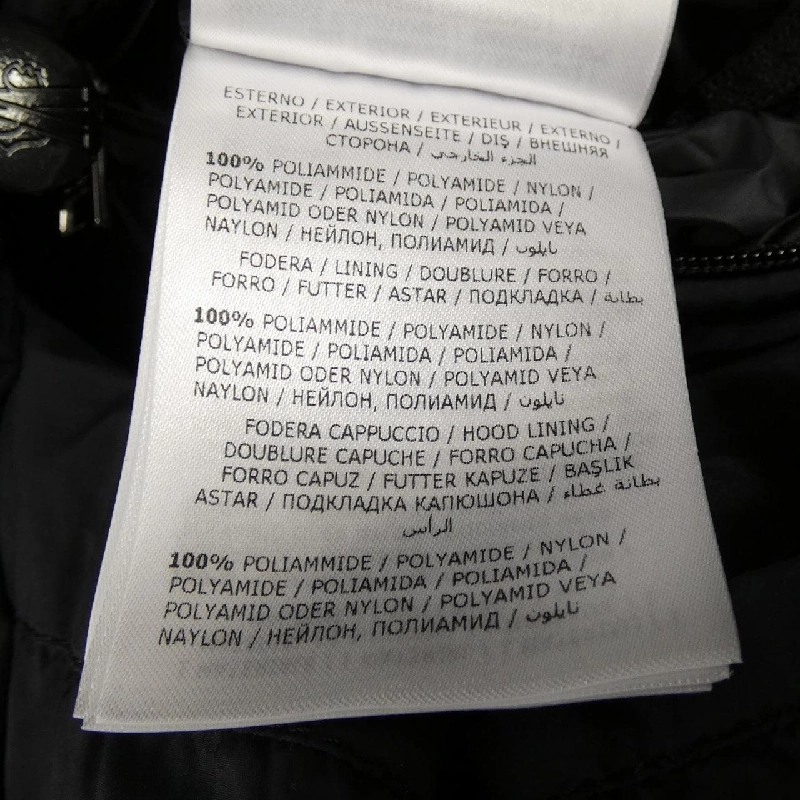 ESTERNO / EXTERIOR / EXTERIEUR / EXTERNO /
EXTERIOR / AUSSENSEITE / DIŞ / ВНЕШНЯЯ
СТОРОНА / الجزء الخارجي
100% POLIAMMIDE / POLYAMIDE / NYLON /
POLYAMIDE / POLIAMIDA / POLIAMIDA /
POLYAMID ODER NYLON / POLYAMID VEYA
NAYLON / НЕЙЛОН, ПОЛИАМИД / نايلون
FODERA / LINING / DOUBLURE / FORRO /
FORRO / FUTTER / ASTAR / ПОДКЛАДКА / بطانة
100% POLIAMMIDE / POLYAMIDE / NYLON /
POLYAMIDE / POLIAMIDA / POLIAMIDA /
POLYAMID ODER NYLON / POLYAMID VEYA
NAYLON / НЕЙЛОН, ПОЛИАМИД / نايلون
FODERA CAPPUCCIO / HOOD LINING /
DOUBLURE CAPUCHE / FORRO CAPUCHA /
FORRO CAPUZ / FUTTER KAPUZE / BAŞLIK
ASTAR / ПОДКЛАДКА КАПЮШОНА / بطانة غطاء
الرأس
100% POLIAMMIDE / POLYAMIDE / NYLON /
POLYAMIDE / POLIAMIDA / POLIAMIDA /
POLYAMID ODER NYLON / POLYAMID VEYA
NAYLON / НЕЙЛОН, ПОЛИАМИД / نايلون